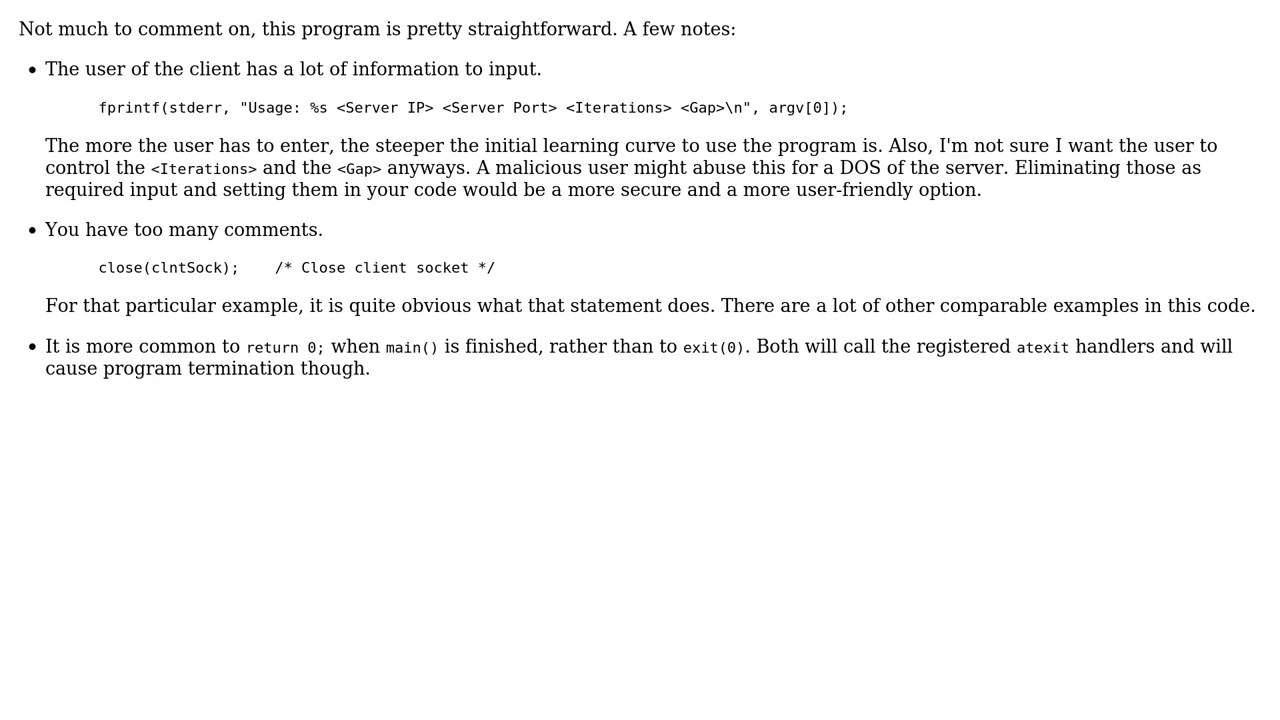 Not much to comment on, this program is pretty straightforward. A few notes:
• The user of the client has a lot of information to input.
fprintf(stderr, "Usage: %s <Server IP> <Server Port> <Iterations> <Gap>\n", argv[0]);
The more the user has to enter, the steeper the initial learning curve to use the program is. Also, I'm not sure I want the user to
control the <Iterations> and the <Gap> anyways. A malicious user might abuse this for a DOS of the server. Eliminating those as
required input and setting them in your code would be a more secure and a more user-friendly option.
• You have too many comments.
close(clntSock);    /* Close client socket */
For that particular example, it is quite obvious what that statement does. There are a lot of other comparable examples in this code.
• It is more common to return 0; when main() is finished, rather than to exit(0). Both will call the registered atexit handlers and will
cause program termination though.